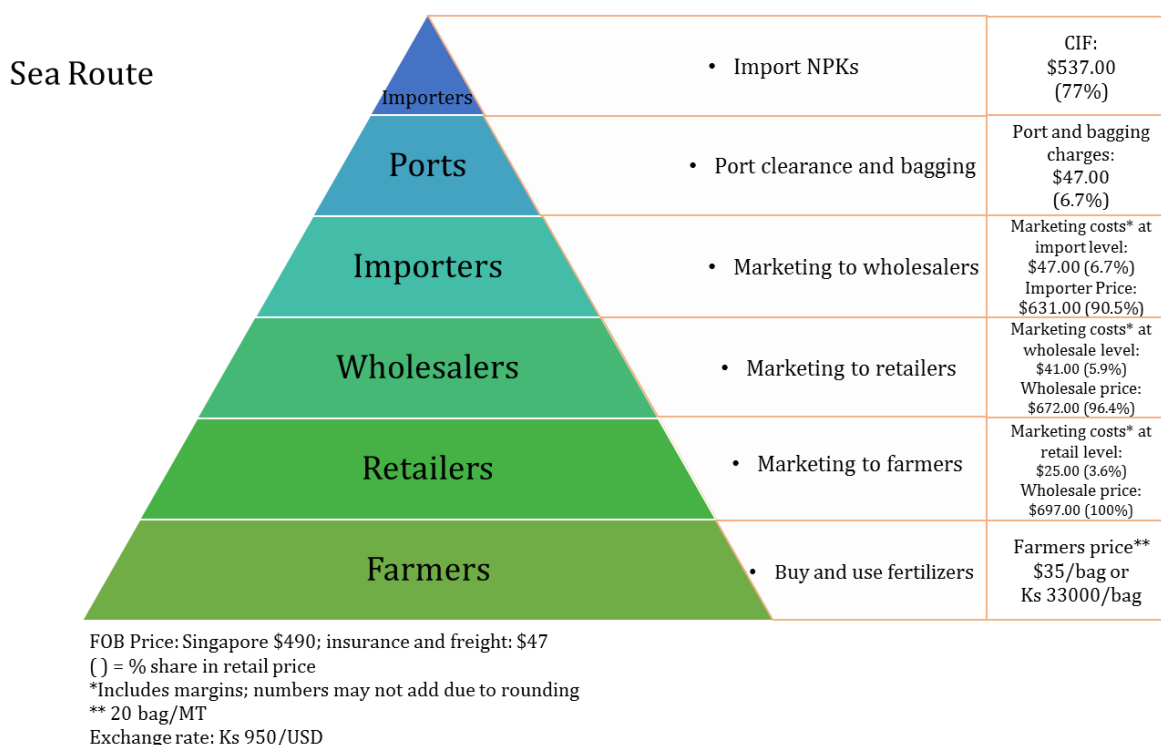 Sea Route
Importers
• Import NPKs
CIF:
$537.00
(77%)
Ports
• Port clearance and bagging
Port and bagging
charges:
$47.00
(6.7%)
Importers
• Marketing to wholesalers
Marketing costs* at
import level:
$47.00 (6.7%)
Importer Price:
$631.00 (90.5%)
Wholesalers
• Marketing to retailers
Marketing costs* at
wholesale level:
$41.00 (5.9%)
Wholesale price:
$672.00 (96.4%)
Retailers
• Marketing to farmers
Marketing costs* at
retail level:
$25.00 (3.6%)
Wholesale price:
$697.00 (100%)
Farmers
• Buy and use fertilizers
Farmers price**
$35/bag or
Ks 33000/bag
FOB Price: Singapore $490; insurance and freight: $47
( ) = % share in retail price
*Includes margins; numbers may not add due to rounding
** 20 bag/MT
Exchange rate: Ks 950/USD